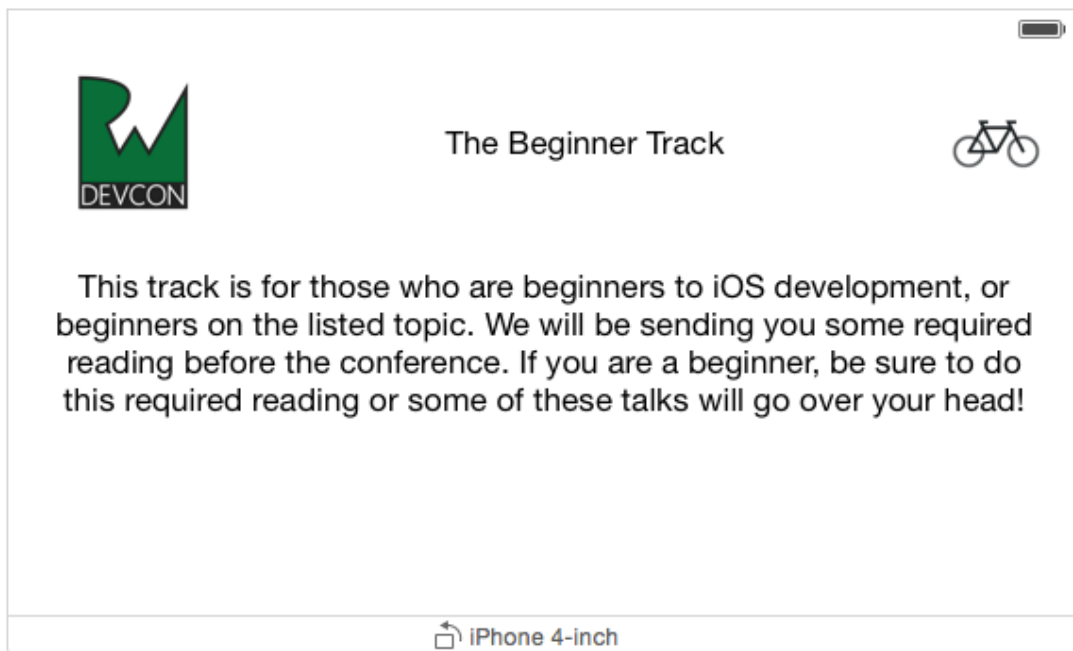 DEVCON
The Beginner Track
This track is for those who are beginners to iOS development, or
beginners on the listed topic. We will be sending you some required
reading before the conference. If you are a beginner, be sure to do
this required reading or some of these talks will go over your head!
iPhone 4-inch